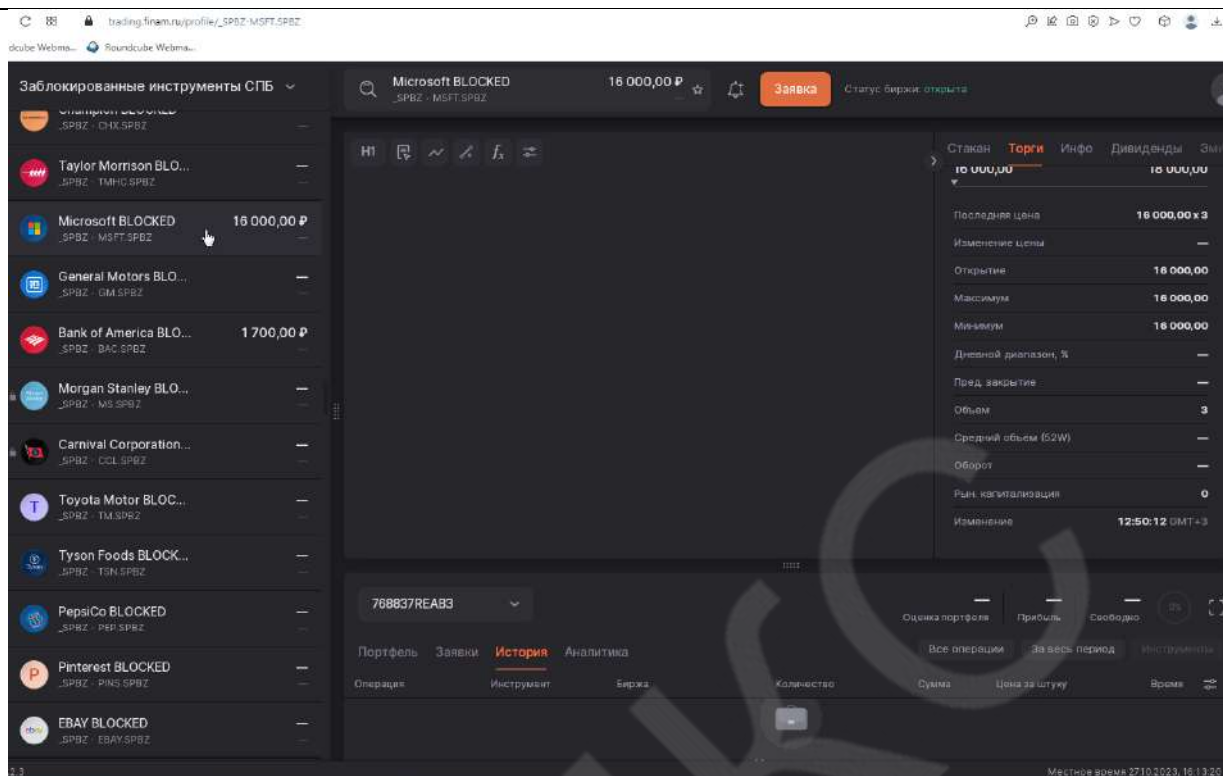 trading.finam.ru/profile/_SPBZ-MSFT.SPBZ
dcube Webma... Roundcube Webma...
Заблокированные инструменты СПБ
Microsoft BLOCKED 16 000,00 ₽
_SPBZ - MSFT.SPBZ —
Заявка
Статус биржи: открыта
_SPBZ - CHX.SPBZ —
Taylor Morrison BLO... —
_SPBZ - TMHC.SPBZ —
Microsoft BLOCKED 16 000,00 ₽
_SPBZ - MSFT.SPBZ —
General Motors BLO... —
_SPBZ - GM.SPBZ —
Bank of America BLO... 1 700,00 ₽
_SPBZ - BAC.SPBZ —
Morgan Stanley BLO... —
_SPBZ - MS.SPBZ —
Carnival Corporation... —
_SPBZ - CCL.SPBZ —
T Toyota Motor BLOC... —
_SPBZ - TM.SPBZ —
Tyson Foods BLOCK... —
_SPBZ - TSN.SPBZ —
PepsiCo BLOCKED —
_SPBZ - PEP.SPBZ —
P Pinterest BLOCKED —
_SPBZ - PINS.SPBZ —
ebay EBAY BLOCKED —
_SPBZ - EBAY.SPBZ —
H1 fx
Стакан Торги Инфо Дивиденды Эми
16 000,00 18 000,00
Последняя цена 16 000,00 x 3
Изменение цены —
Открытие 16 000,00
Максимум 16 000,00
Минимум 16 000,00
Дневной диапазон, % —
Пред. закрытие —
Объем 3
Средний объем (52W) —
Оборот —
Рын. капитализация 0
Изменение 12:50:12 GMT+3
768837REAB3
— — — 0%
Оценка портфеля Прибыль Свободно
Портфель Заявки История Аналитика
Все операции За весь период Инструменты
Операция Инструмент Биржа Количество Сумма Цена за штуку Время
2.3 Местное время 27.10.2023, 16:13:20